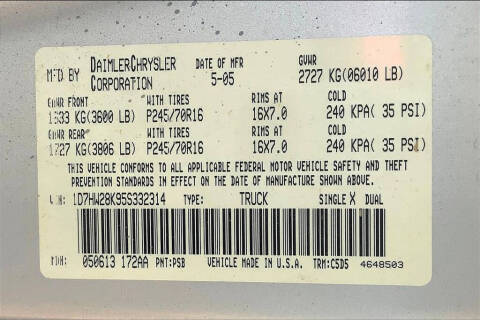 MFD BY DAIMLERCHRYSLER CORPORATION DATE OF MFR 5-05 GVWR 2727 KG(06010 LB)
GAWR FRONT WITH TIRES RIMS AT COLD
1633 KG(3600 LB) P245/70R16 16X7.0 240 KPA( 35 PSI)
GAWR REAR WITH TIRES RIMS AT COLD
1727 KG(3806 LB) P245/70R16 16X7.0 240 KPA( 35 PSI)
THIS VEHICLE CONFORMS TO ALL APPLICABLE FEDERAL MOTOR VEHICLE SAFETY AND THEFT
PREVENTION STANDARDS IN EFFECT ON THE DATE OF MANUFACTURE SHOWN ABOVE.
VIN: 1D7HW28K95S332314 TYPE: TRUCK SINGLE X DUAL
MDH: 050613 172AA PNT:PSB VEHICLE MADE IN U.S.A. TRM:C5D5 4648503